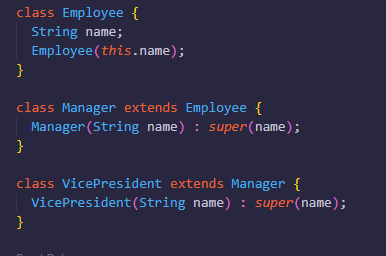 class Employee {
  String name;
  Employee(this.name);
}

class Manager extends Employee {
  Manager(String name) : super(name);
}

class VicePresident extends Manager {
  VicePresident(String name) : super(name);
}